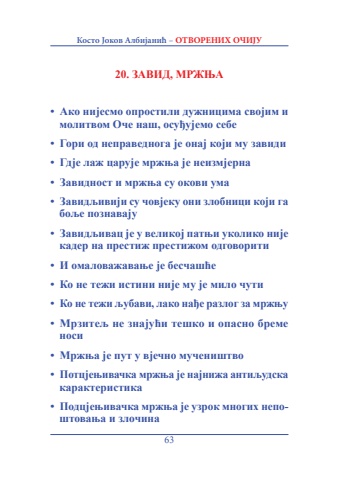 Косто Јоков Албијанић – ОТВОРЕНИХ ОЧИЈУ
20. ЗАВИД, МРЖЊА
• Ако нијесмо опростили дужницима својим и
молитвом Оче наш, осуђујемо себе
• Гори од неправеднога је онај који му завиди
• Гдје лаж царује мржња је неизмјерна
• Завидност и мржња су окови ума
• Завидљивији су човјеку они злобници који га
боље познавају
• Завидљивац је у великој патњи уколико није
кадер на престиж престижом одговорити
• И омаловажавање је бесчашће
• Ко не тежи истини није му је мило чути
• Ко не тежи љубави, лако нађе разлог за мржњу
• Мрзитељ не знајући тешко и опасно бреме
носи
• Мржња је пут у вјечно мучеништво
• Потцјењивачка мржња је најнижа антиљудска
карактеристика
• Подцјењивачка мржња је узрок многих непо-
штовања и злочина
63